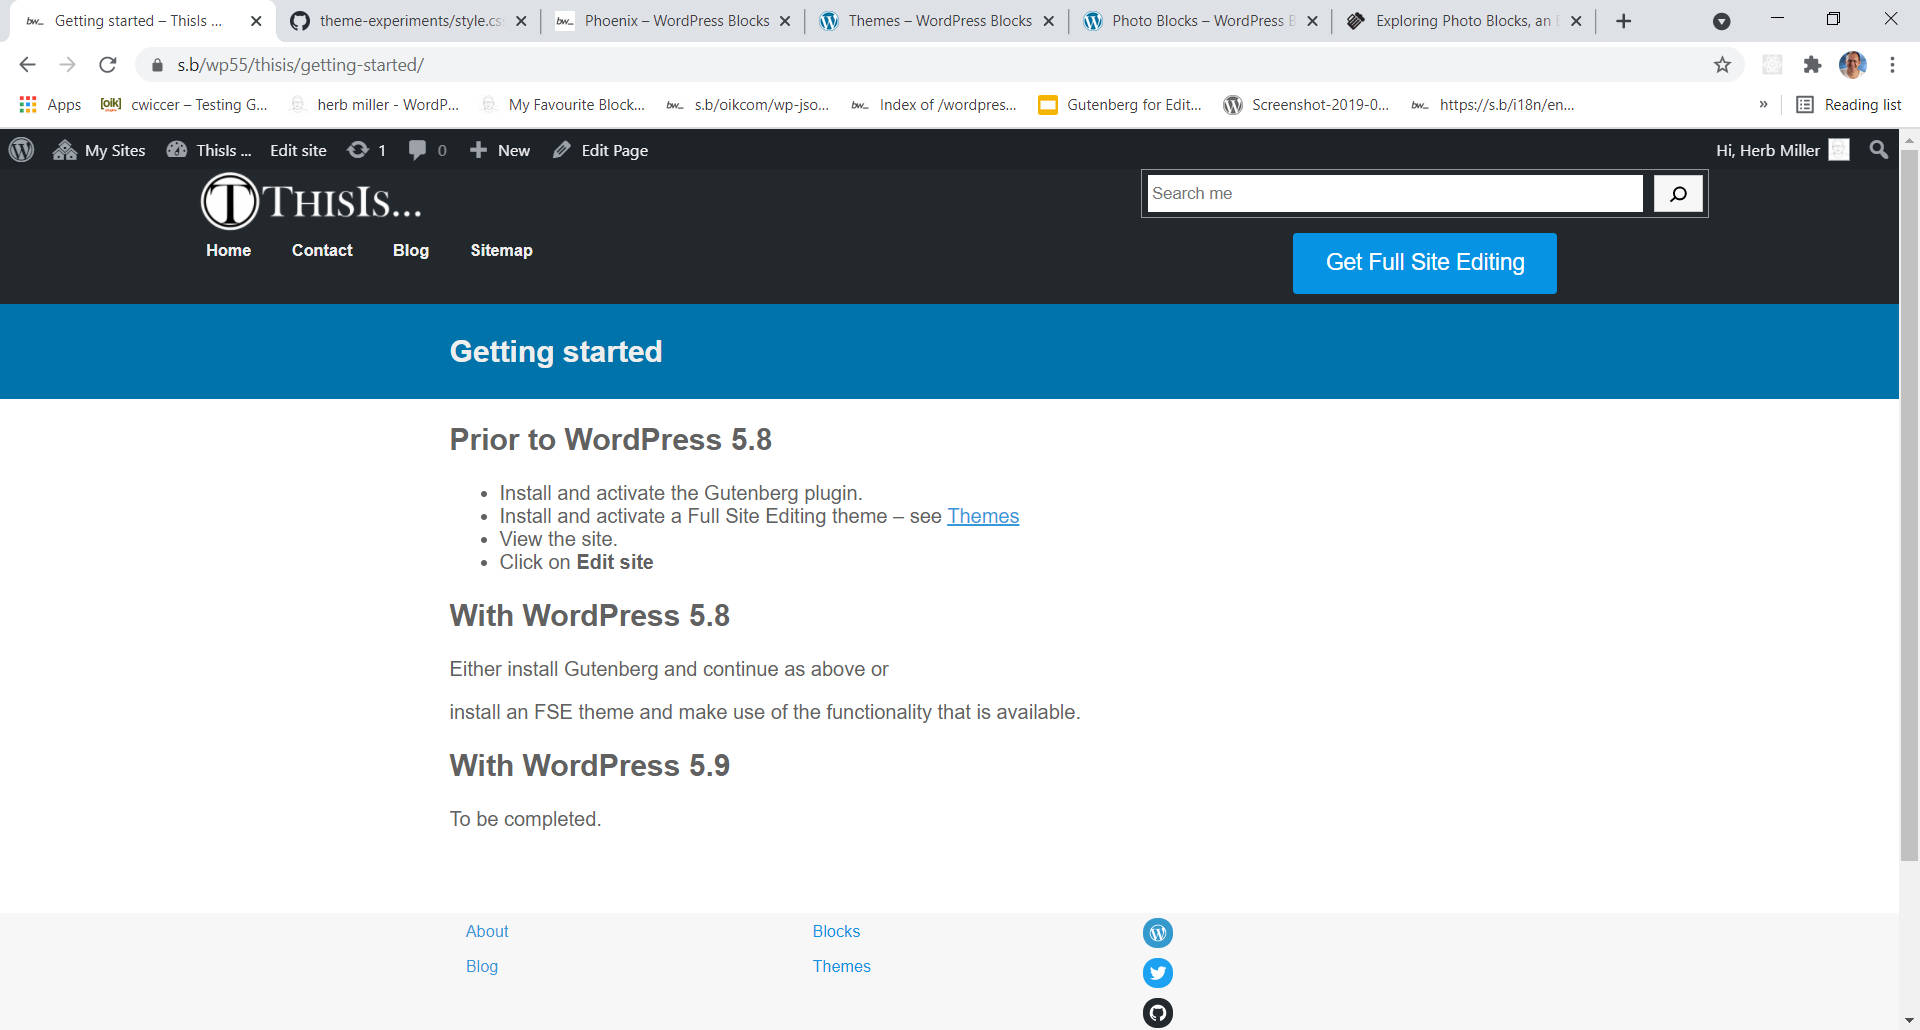 Getting started – ThisIs ...
theme-experiments/style.cs
Phoenix – WordPress Blocks
Themes – WordPress Blocks
Photo Blocks – WordPress B
Exploring Photo Blocks, an
s.b/wp55/thisis/getting-started/
Apps
cwiccer – Testing G...
herb miller - WordP...
My Favourite Block...
s.b/oikcom/wp-jso...
Index of /wordpres...
Gutenberg for Edit...
Screenshot-2019-0...
https://s.b/i18n/en...
»
Reading list
My Sites
ThisIs ...
Edit site
1
0
New
Edit Page
Hi, Herb Miller
THISIS...
Search me
Home
Contact
Blog
Sitemap
Get Full Site Editing
Getting started
Prior to WordPress 5.8
• Install and activate the Gutenberg plugin.
• Install and activate a Full Site Editing theme – see Themes
• View the site.
• Click on Edit site
With WordPress 5.8
Either install Gutenberg and continue as above or
install an FSE theme and make use of the functionality that is available.
With WordPress 5.9
To be completed.
About
Blocks
Blog
Themes